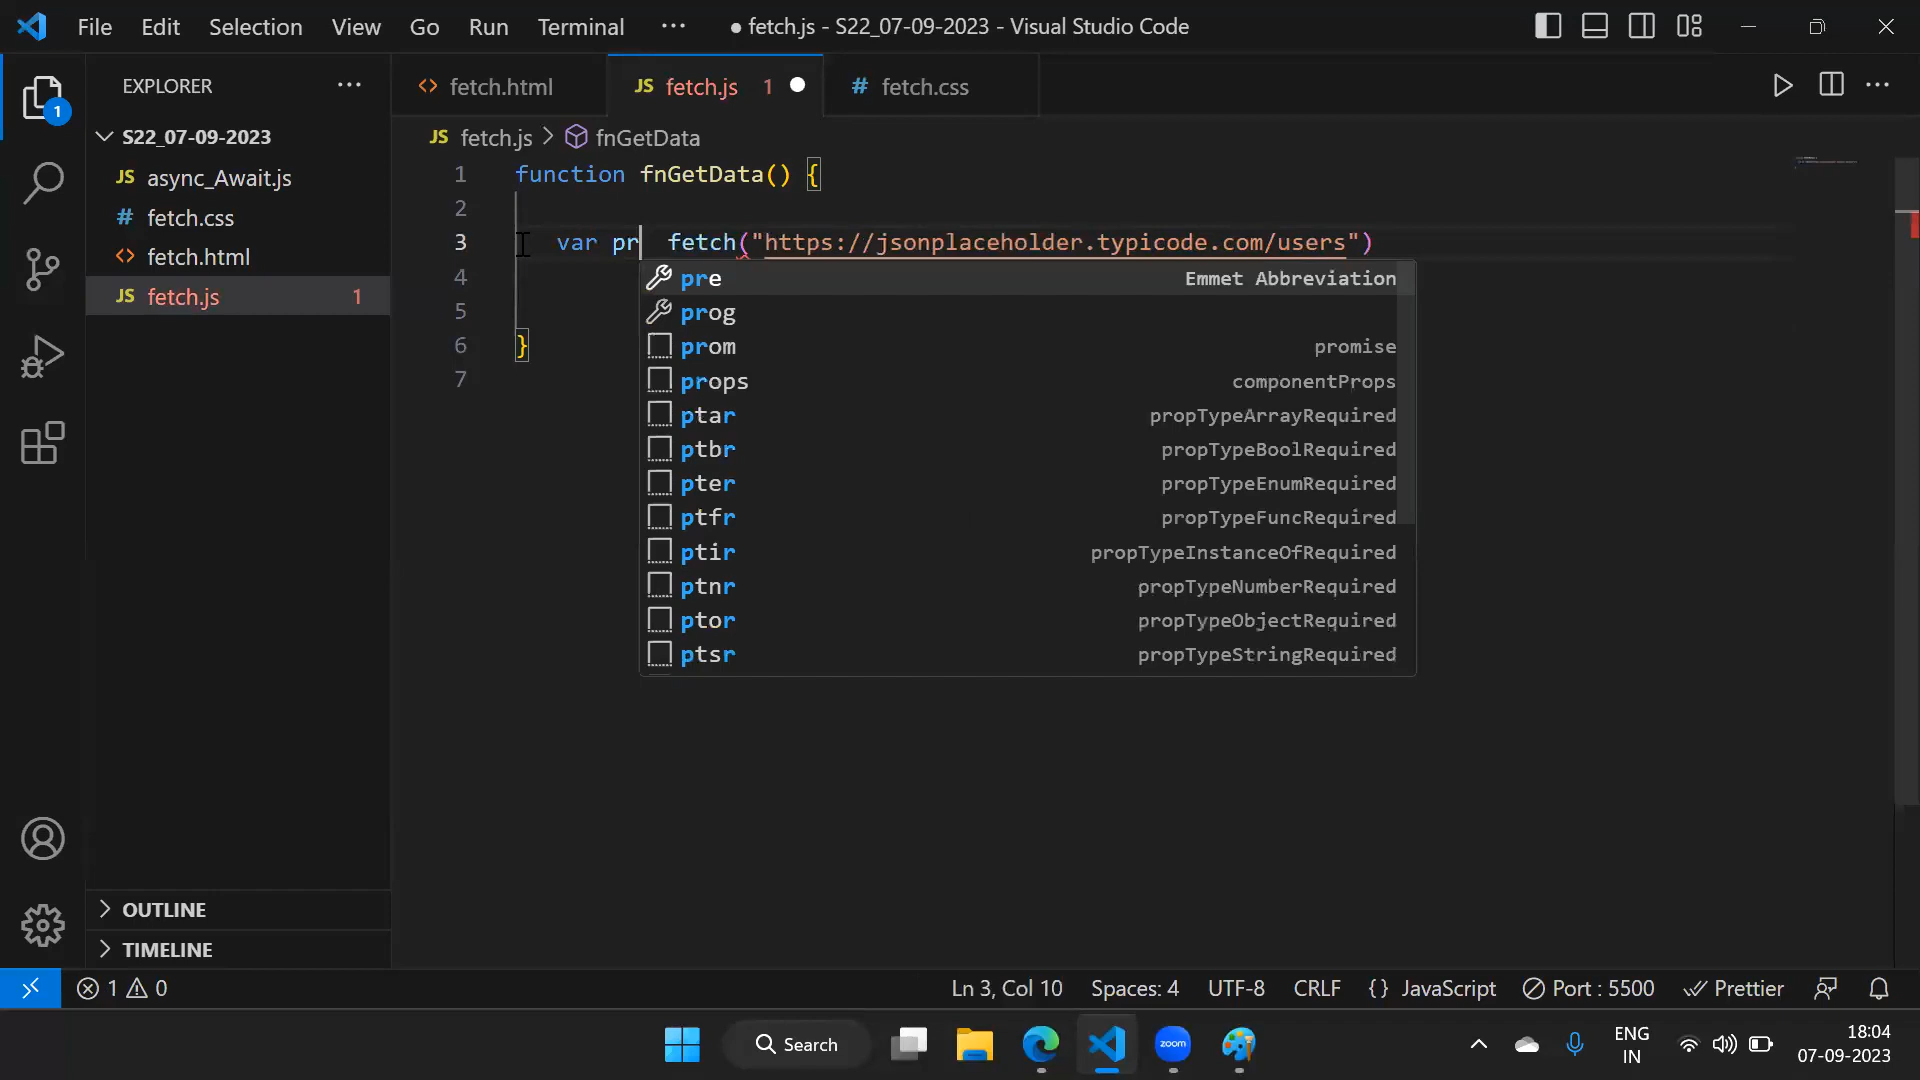 File Edit Selection View Go Run Terminal ··· ● fetch.js - S22_07-09-2023 - Visual Studio Code
EXPLORER ···
1
S22_07-09-2023
JS async_Await.js
# fetch.css
<> fetch.html
JS fetch.js 1
OUTLINE
TIMELINE
<> fetch.html JS fetch.js 1 ● # fetch.css ···
JS fetch.js > fnGetData
1 function fnGetData() {
2
3 var pr fetch("https://jsonplaceholder.typicode.com/users")
4
5
6 }
7
pre Emmet Abbreviation
prog
prom promise
props componentProps
ptar propTypeArrayRequired
ptbr propTypeBoolRequired
pter propTypeEnumRequired
ptfr propTypeFuncRequired
ptir propTypeInstanceOfRequired
ptnr propTypeNumberRequired
ptor propTypeObjectRequired
ptsr propTypeStringRequired
1 0 Ln 3, Col 10 Spaces: 4 UTF-8 CRLF {} JavaScript Port : 5500 Prettier
Search zoom ENG IN 18:04
07-09-2023